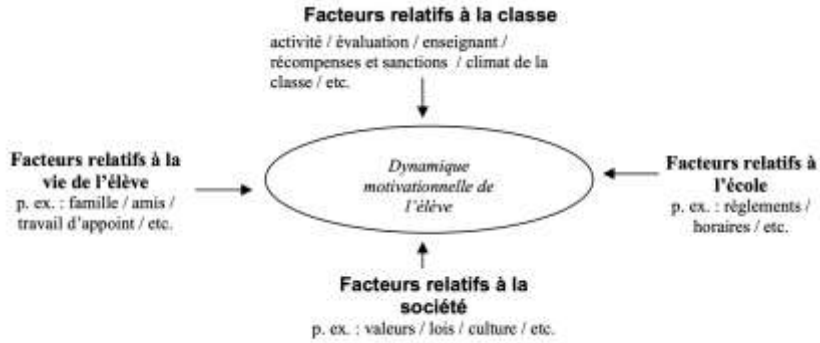 Facteurs relatifs à la classe
activité / évaluation / enseignant /
récompenses et sanctions / climat de la
classe / etc.
Facteurs relatifs à la
vie de l'élève
p. ex. : famille / amis /
travail d'appoint / etc.
Dynamique
motivationnelle de
l'élève
Facteurs relatifs à
l'école
p. ex. : règlements /
horaires / etc.
Facteurs relatifs à la
société
p. ex. : valeurs / lois / culture / etc.